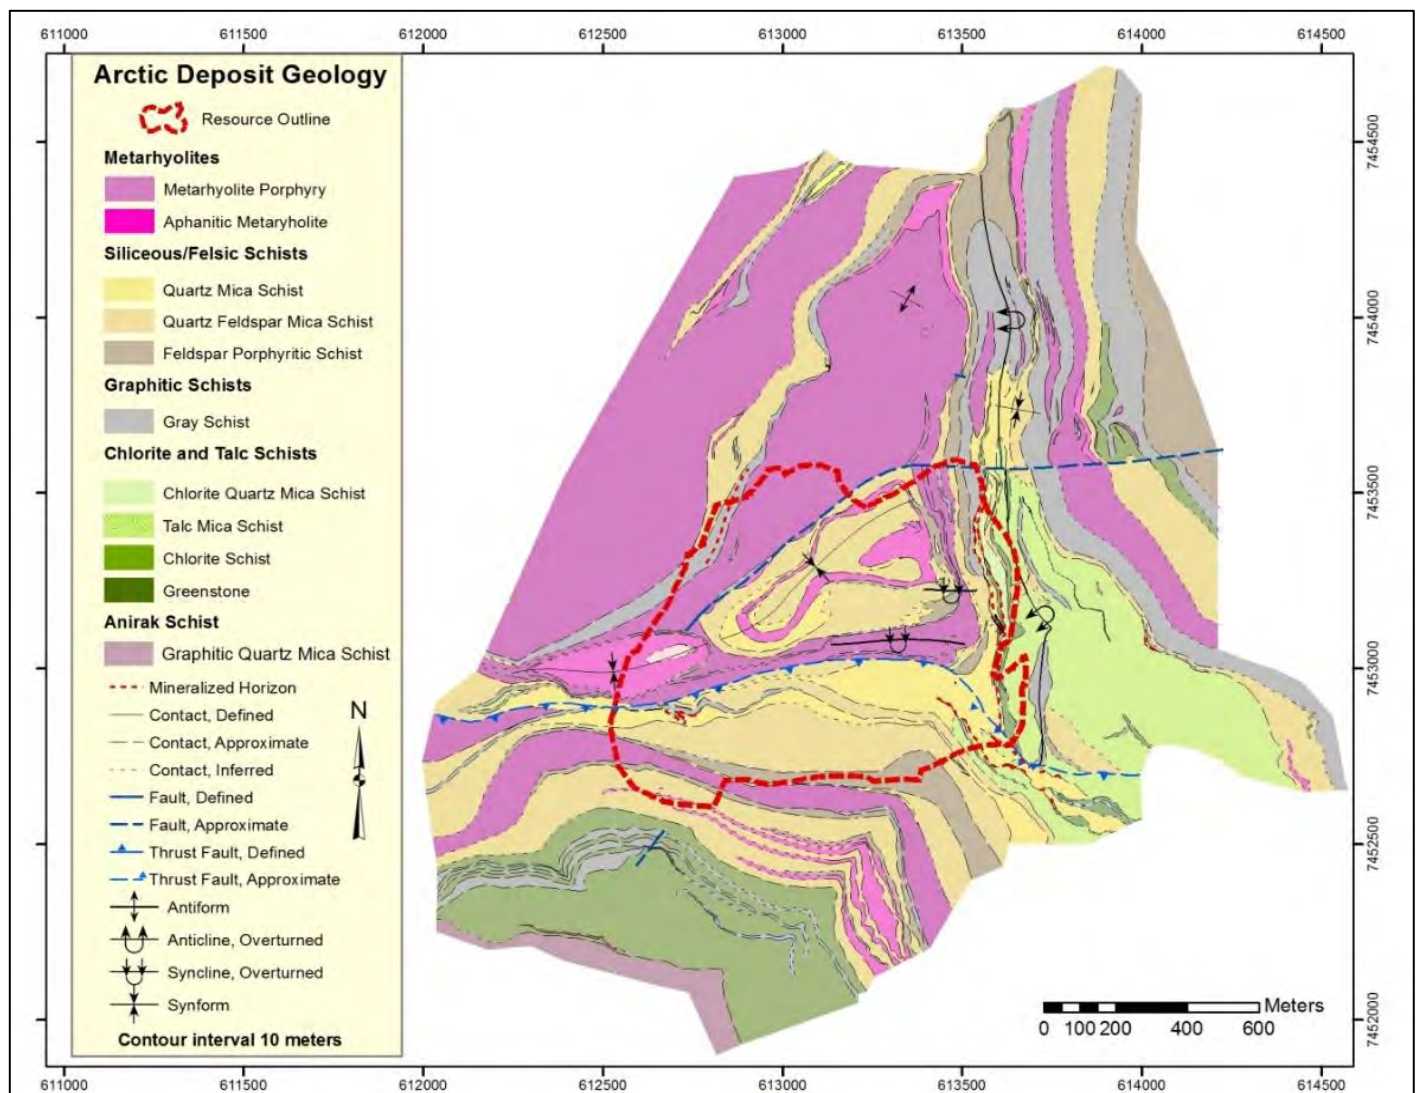 611000 611500 612000 612500 613000 613500 614000 614500
Arctic Deposit Geology
Resource Outline
Metarhyolites
Metarhyolite Porphyry
Aphanitic Metaryholite
Siliceous/Felsic Schists
Quartz Mica Schist
Quartz Feldspar Mica Schist
Feldspar Porphyritic Schist
Graphitic Schists
Gray Schist
Chlorite and Talc Schists
Chlorite Quartz Mica Schist
Talc Mica Schist
Chlorite Schist
Greenstone
Anirak Schist
Graphitic Quartz Mica Schist
Mineralized Horizon
Contact, Defined
Contact, Approximate
Contact, Inferred
Fault, Defined
Fault, Approximate
Thrust Fault, Defined
Thrust Fault, Approximate
Antiform
Anticline, Overturned
Syncline, Overturned
Synform
Contour interval 10 meters
N
7454500
7454000
7453500
7453000
7452500
7452000
Meters
0 100 200 400 600
611000 611500 612000 612500 613000 613500 614000 614500